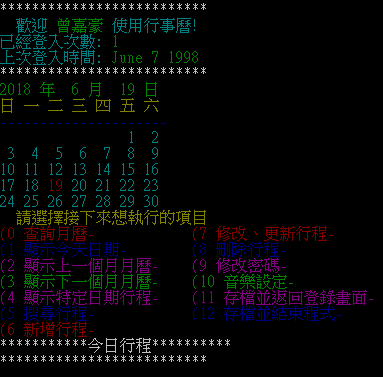 **************************
歡迎 曾嘉豪 使用行事曆!
已經登入次數: 1
上次登入時間: June 7 1998
**************************
2018 年 6 月 19 日
日 一 二 三 四 五 六
1 2
3 4 5 6 7 8 9
10 11 12 13 14 15 16
17 18 19 20 21 22 23
24 25 26 27 28 29 30
請選擇接下來想執行的項目
(0 查詢月曆- (7 修改、更新行程-
(1 顯示今天日期- (8 刪除行程-
(2 顯示上一個月月曆- (9 修改密碼-
(3 顯示下一個月月曆- (10 音樂設定-
(4 顯示特定日期行程- (11 存檔並返回登錄畫面-
(5 搜尋行程- (12 存檔並結束程式-
(6 新增行程-
***********今日行程**********
**************************